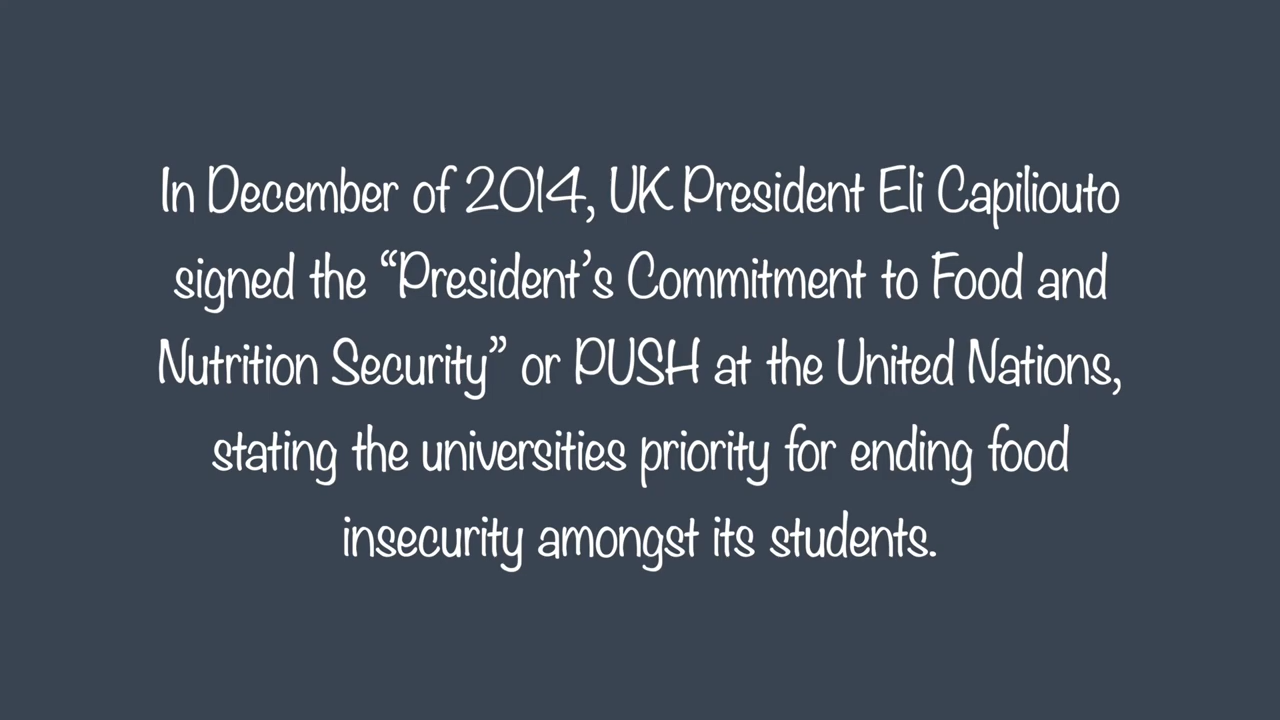 In December of 2014, UK President Eli Capiliouto
signed the “President’s Commitment to Food and
Nutrition Security” or PUSH at the United Nations,
stating the universities priority for ending food
insecurity amongst its students.